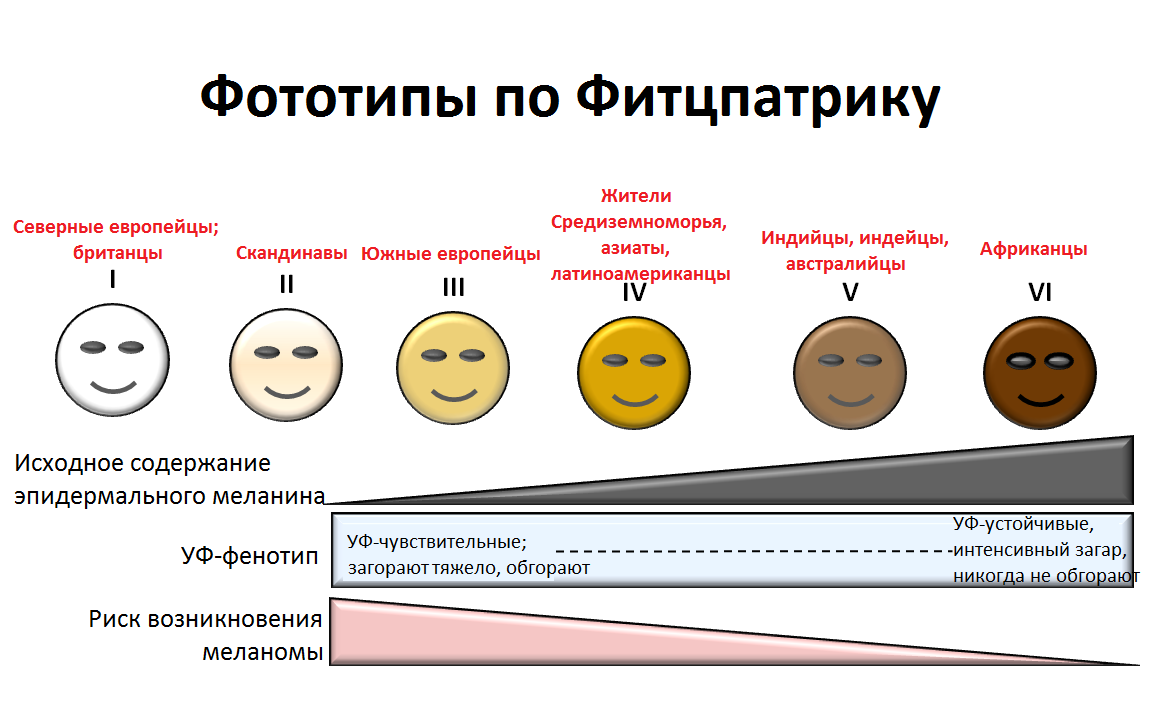 Фототипы по Фитцпатрику
Северные европейцы;
британцы
I
Скандинавы
II
Южные европейцы
III
Жители
Средиземноморья,
азиаты,
латиноамериканцы
IV
Индийцы, индейцы,
австралийцы
V
Африканцы
VI
Исходное содержание
эпидермального меланина
УФ-фенотип
УФ-чувствительные;
загорают тяжело, обгорают
УФ-устойчивые,
интенсивный загар,
никогда не обгорают
Риск возникновения
меланомы